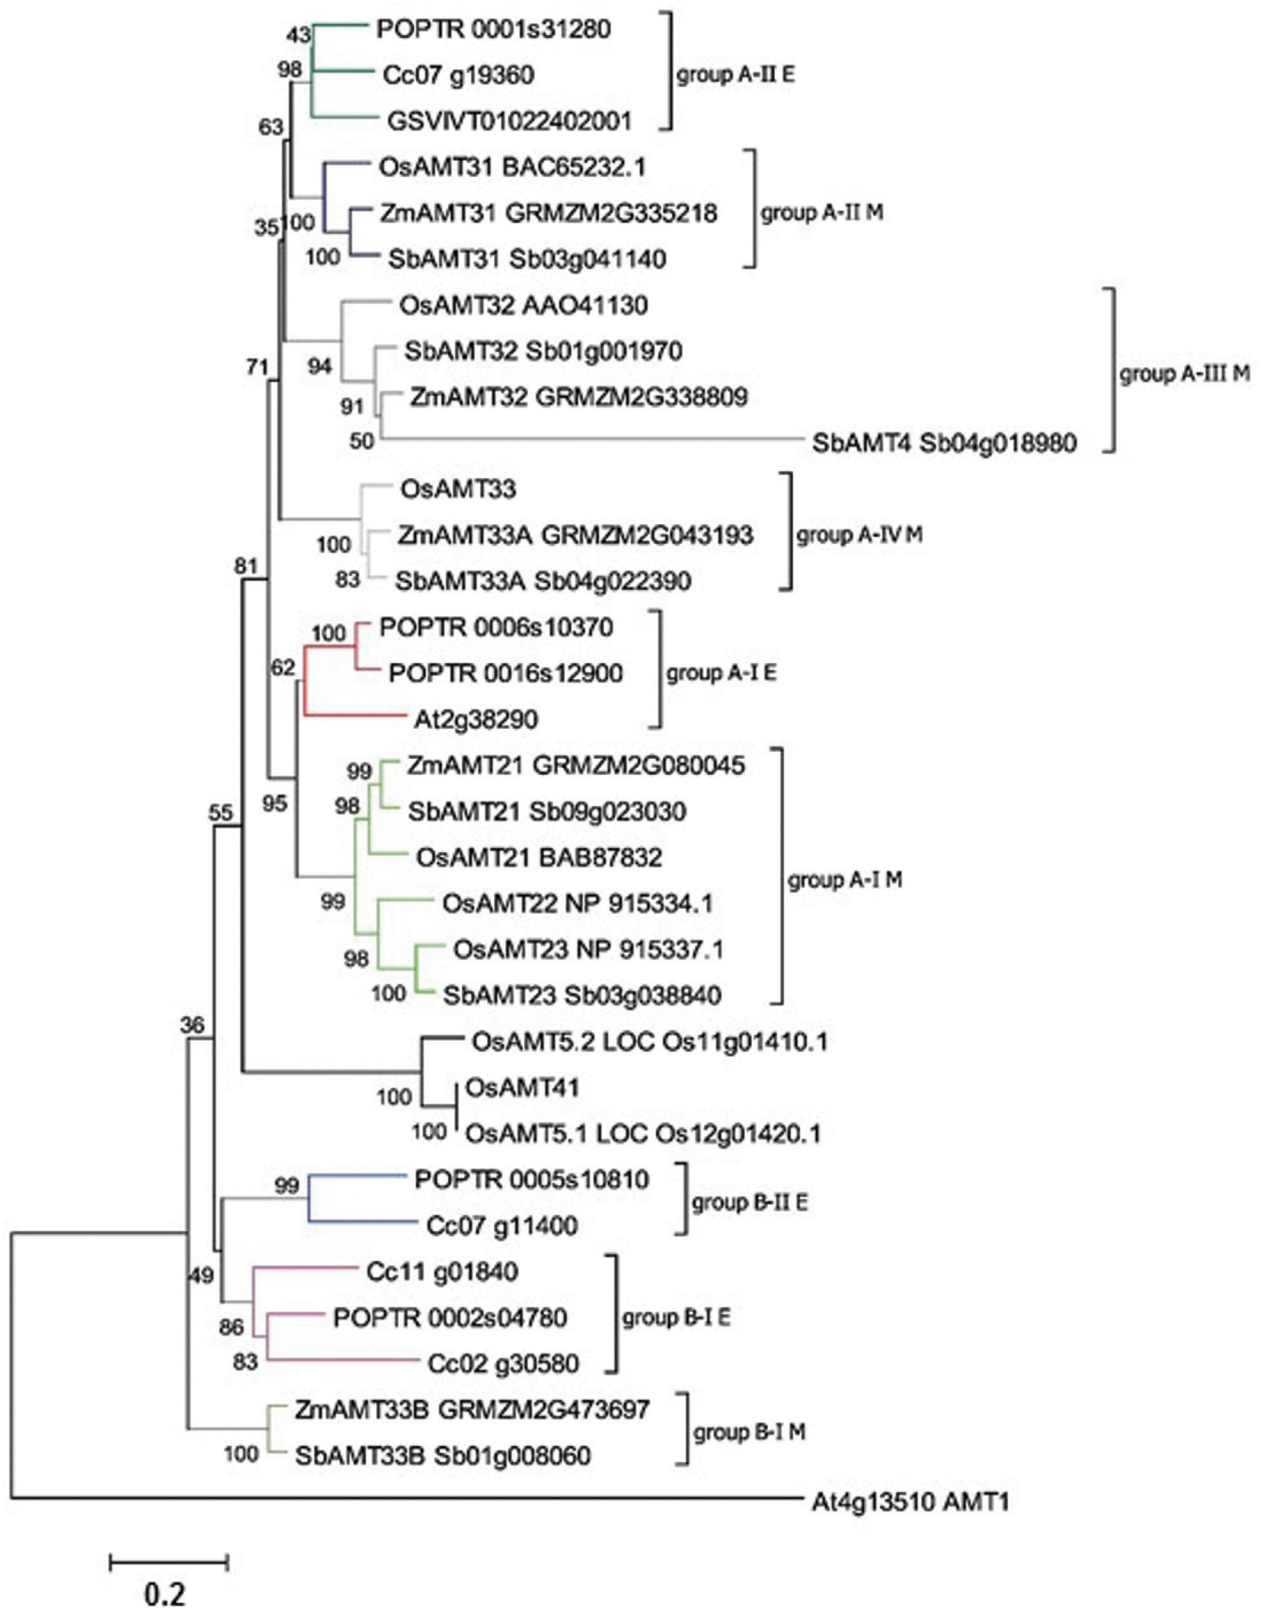 43
POPTR 0001s31280
98
Cc07 g19360
group A-II E
GSVIVT01022402001
63
OsAMT31 BAC65232.1
35
100
ZmAMT31 GRMZM2G335218
group A-II M
100
SbAMT31 Sb03g041140
OsAMT32 AAO41130
71
94
SbAMT32 Sb01g001970
group A-III M
91
ZmAMT32 GRMZM2G338809
50
SbAMT4 Sb04g018980
OsAMT33
100
ZmAMT33A GRMZM2G043193
group A-IV M
81
83
SbAMT33A Sb04g022390
100
POPTR 0006s10370
62
POPTR 0016s12900
group A-I E
At2g38290
99
ZmAMT21 GRMZM2G080045
95
98
SbAMT21 Sb09g023030
55
OsAMT21 BAB87832
group A-I M
99
OsAMT22 NP 915334.1
98
OsAMT23 NP 915337.1
100
SbAMT23 Sb03g038840
36
OsAMT5.2 LOC Os11g01410.1
100
OsAMT41
100
OsAMT5.1 LOC Os12g01420.1
99
POPTR 0005s10810
group B-II E
Cc07 g11400
49
Cc11 g01840
86
POPTR 0002s04780
group B-I E
83
Cc02 g30580
ZmAMT33B GRMZM2G473697
group B-I M
100
SbAMT33B Sb01g008060
At4g13510 AMT1
0.2